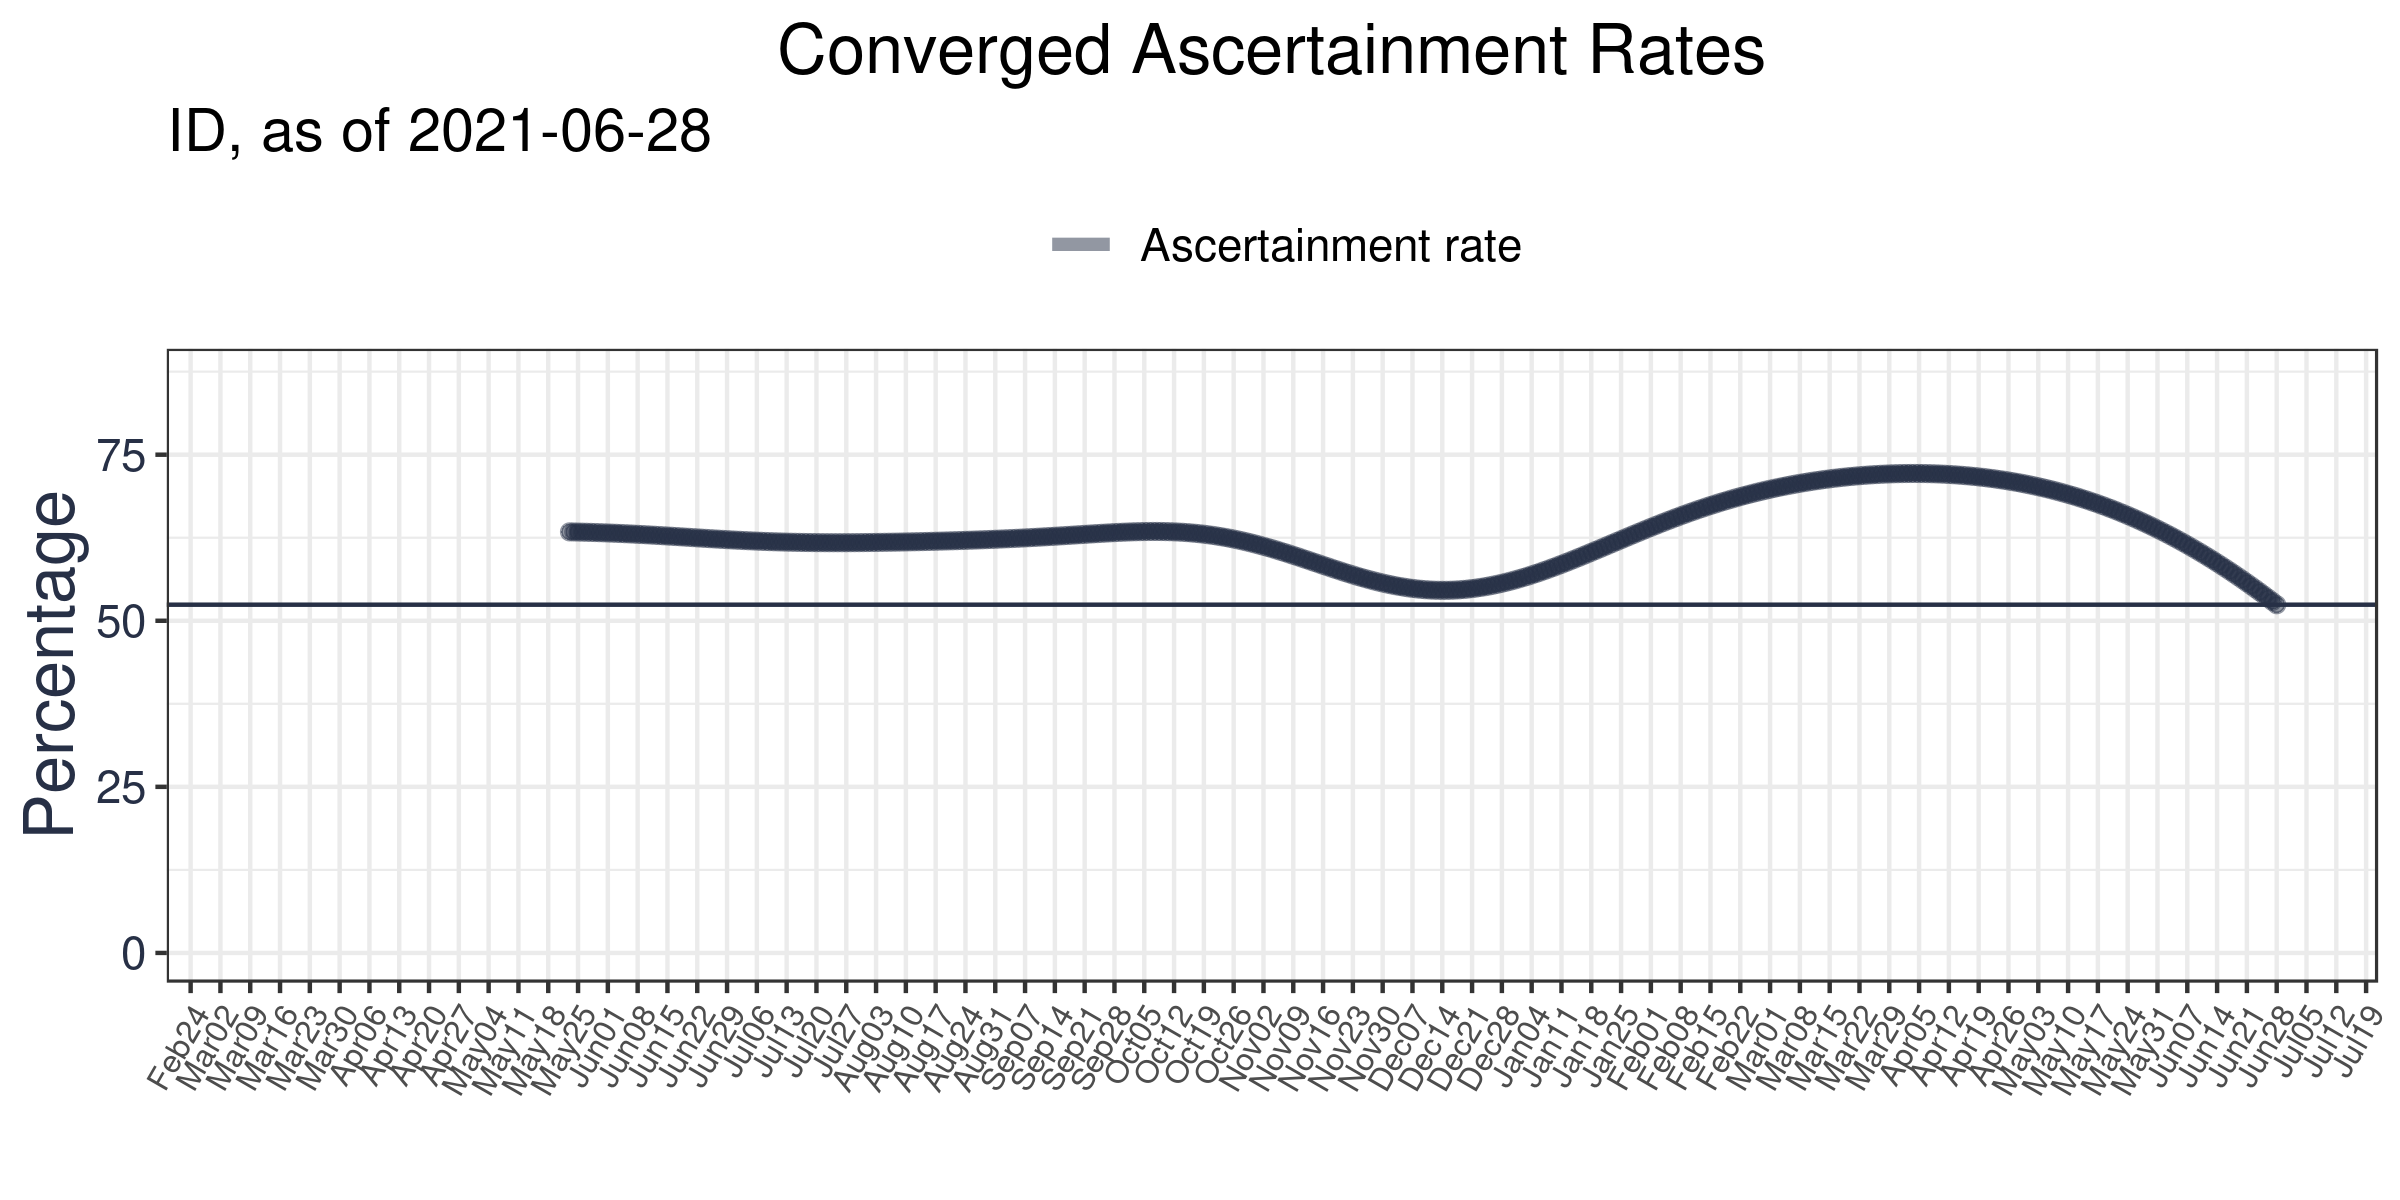 Converged Ascertainment Rates
ID, as of 2021-06-28
Ascertainment rate
Percentage
75
50
25
0
Feb24 Mar02 Mar09 Mar16 Mar23 Mar30 Apr06 Apr13 Apr20 Apr27 May04 May11 May18 May25 Jun01 Jun08 Jun15 Jun22 Jun29 Jul06 Jul13 Jul20 Jul27 Aug03 Aug10 Aug17 Aug24 Aug31 Sep07 Sep14 Sep21 Sep28 Oct05 Oct12 Oct19 Oct26 Nov02 Nov09 Nov16 Nov23 Nov30 Dec07 Dec14 Dec21 Dec28 Jan04 Jan11 Jan18 Jan25 Feb01 Feb08 Feb15 Feb22 Mar01 Mar08 Mar15 Mar22 Mar29 Apr05 Apr12 Apr19 Apr26 May03 May10 May17 May24 May31 Jun07 Jun14 Jun21 Jun28 Jul05 Jul12 Jul19